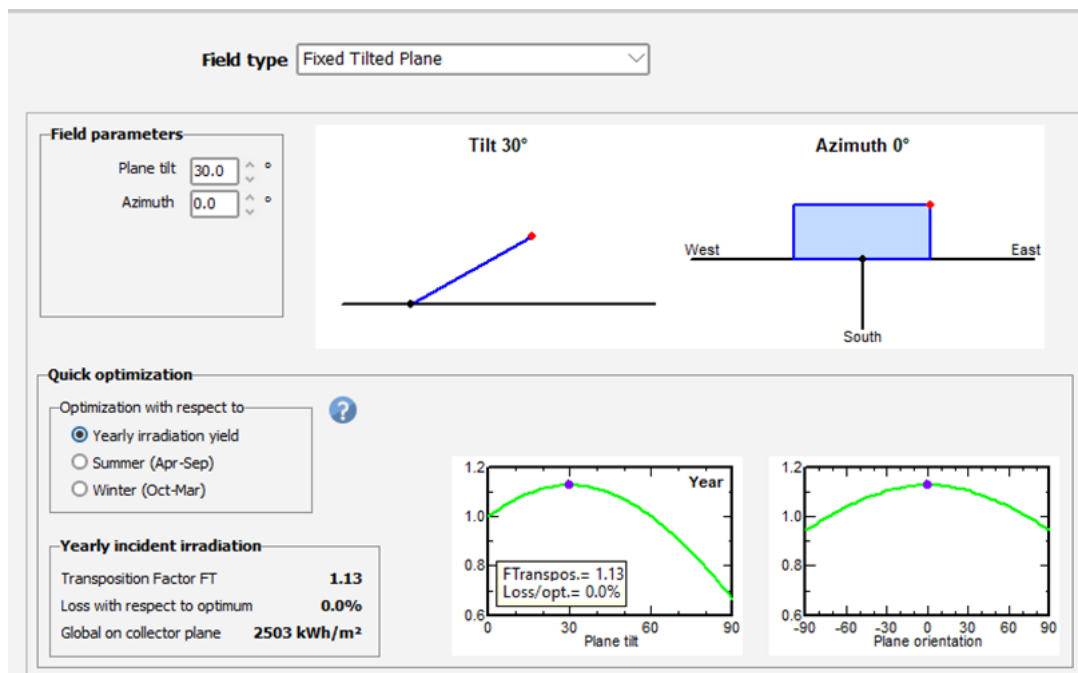 Field type Fixed Tilted Plane
Field parameters
Plane tilt 30.0 °
Azimuth 0.0 °
Tilt 30°
Azimuth 0°
West
East
South
Quick optimization
Optimization with respect to
?
Yearly irradiation yield
Summer (Apr-Sep)
Winter (Oct-Mar)
Yearly incident irradiation
Transposition Factor FT 1.13
Loss with respect to optimum 0.0%
Global on collector plane 2503 kWh/m²
1.2
1.0
0.8
0.6
Year
FTranspos.= 1.13
Loss/opt.= 0.0%
0 30 60 90
Plane tilt
1.2
1.0
0.8
0.6
-90 -60 -30 0 30 60 90
Plane orientation